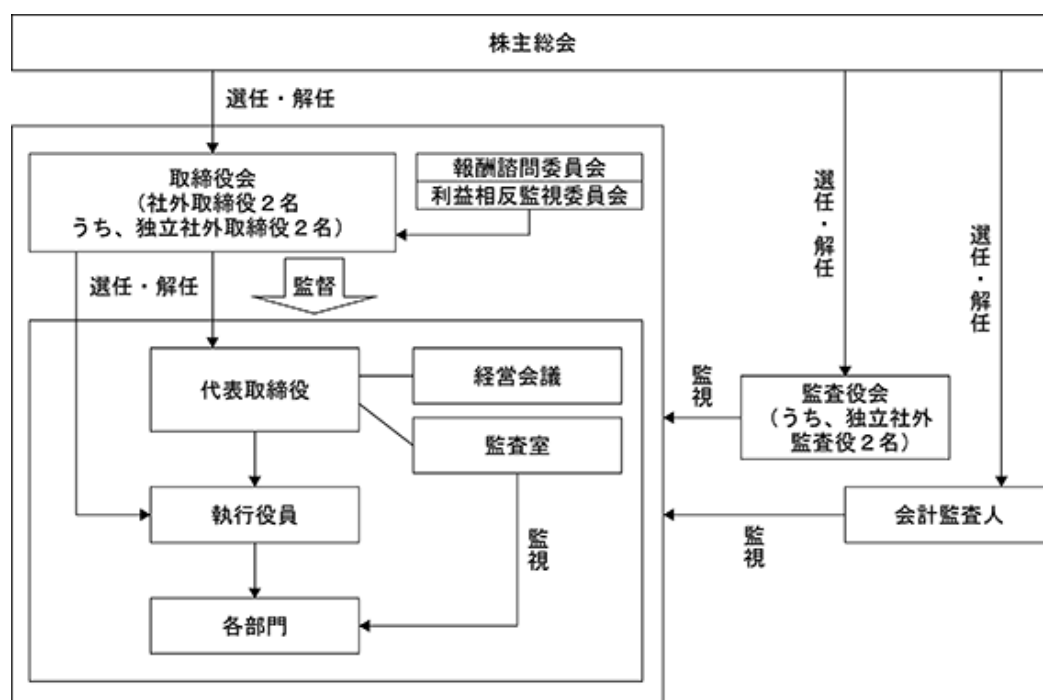 株主総会
選任・解任
取締役会
（社外取締役２名
うち、独立社外取締役２名）
報酬諮問委員会
利益相反監視委員会
選任・解任
監督
選任・解任
選任・解任
代表取締役
経営会議
監査室
監視
監査役会
（うち、独立社外
監査役２名）
執行役員
監視
監視
会計監査人
各部門